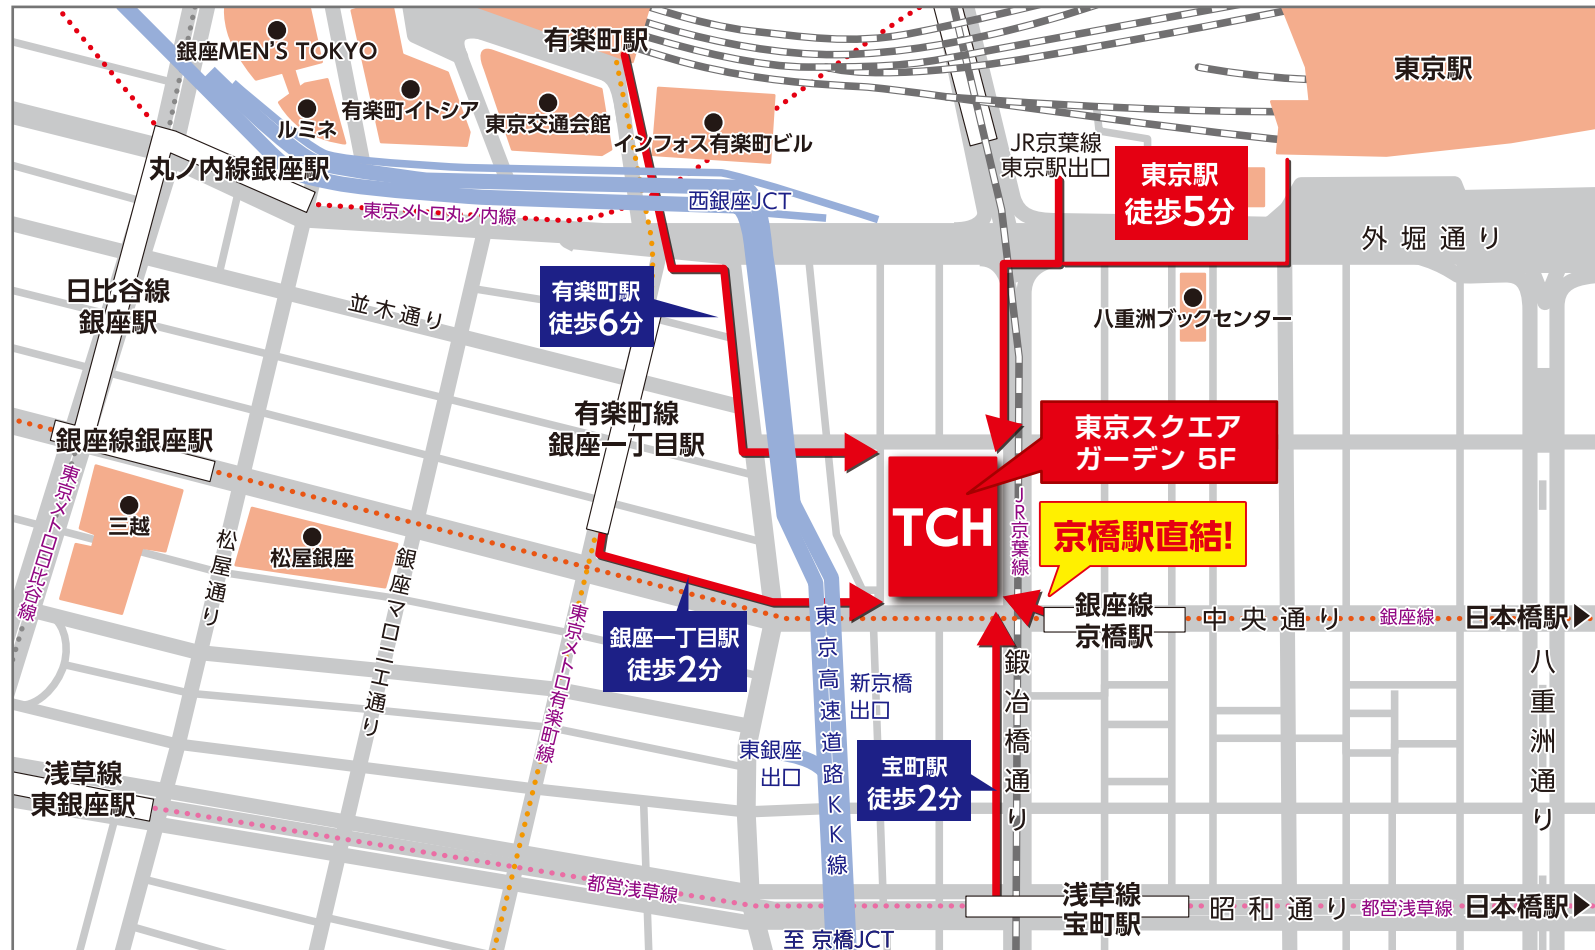 銀座MEN'S TOKYO
有楽町駅
東京駅
ルミネ
有楽町イトシア
東京交通会館
インフォス有楽町ビル
JR京葉線
東京駅出口
東京駅
徒歩5分
丸ノ内線銀座駅
東京メトロ丸ノ内線
西銀座JCT
外堀通り
日比谷線
銀座駅
並木通り
有楽町駅
徒歩6分
八重洲ブックセンター
有楽町線
銀座一丁目駅
東京スクエア
ガーデン 5F
銀座線銀座駅
東京メトロ日比谷線
三越
松屋通り
松屋銀座
銀座マロニエ通り
TCH
JR京葉線
京橋駅直結!
銀座線
京橋駅
中央通り
銀座線
日本橋駅▶
東京メトロ有楽町線
銀座一丁目駅
徒歩2分
東京高速道路KK線
新京橋
出口
鍛冶橋通り
八重洲通り
東銀座
出口
宝町駅
徒歩2分
浅草線
東銀座駅
都営浅草線
浅草線
宝町駅
昭和通り
都営浅草線
日本橋駅▶
至 京橋JCT